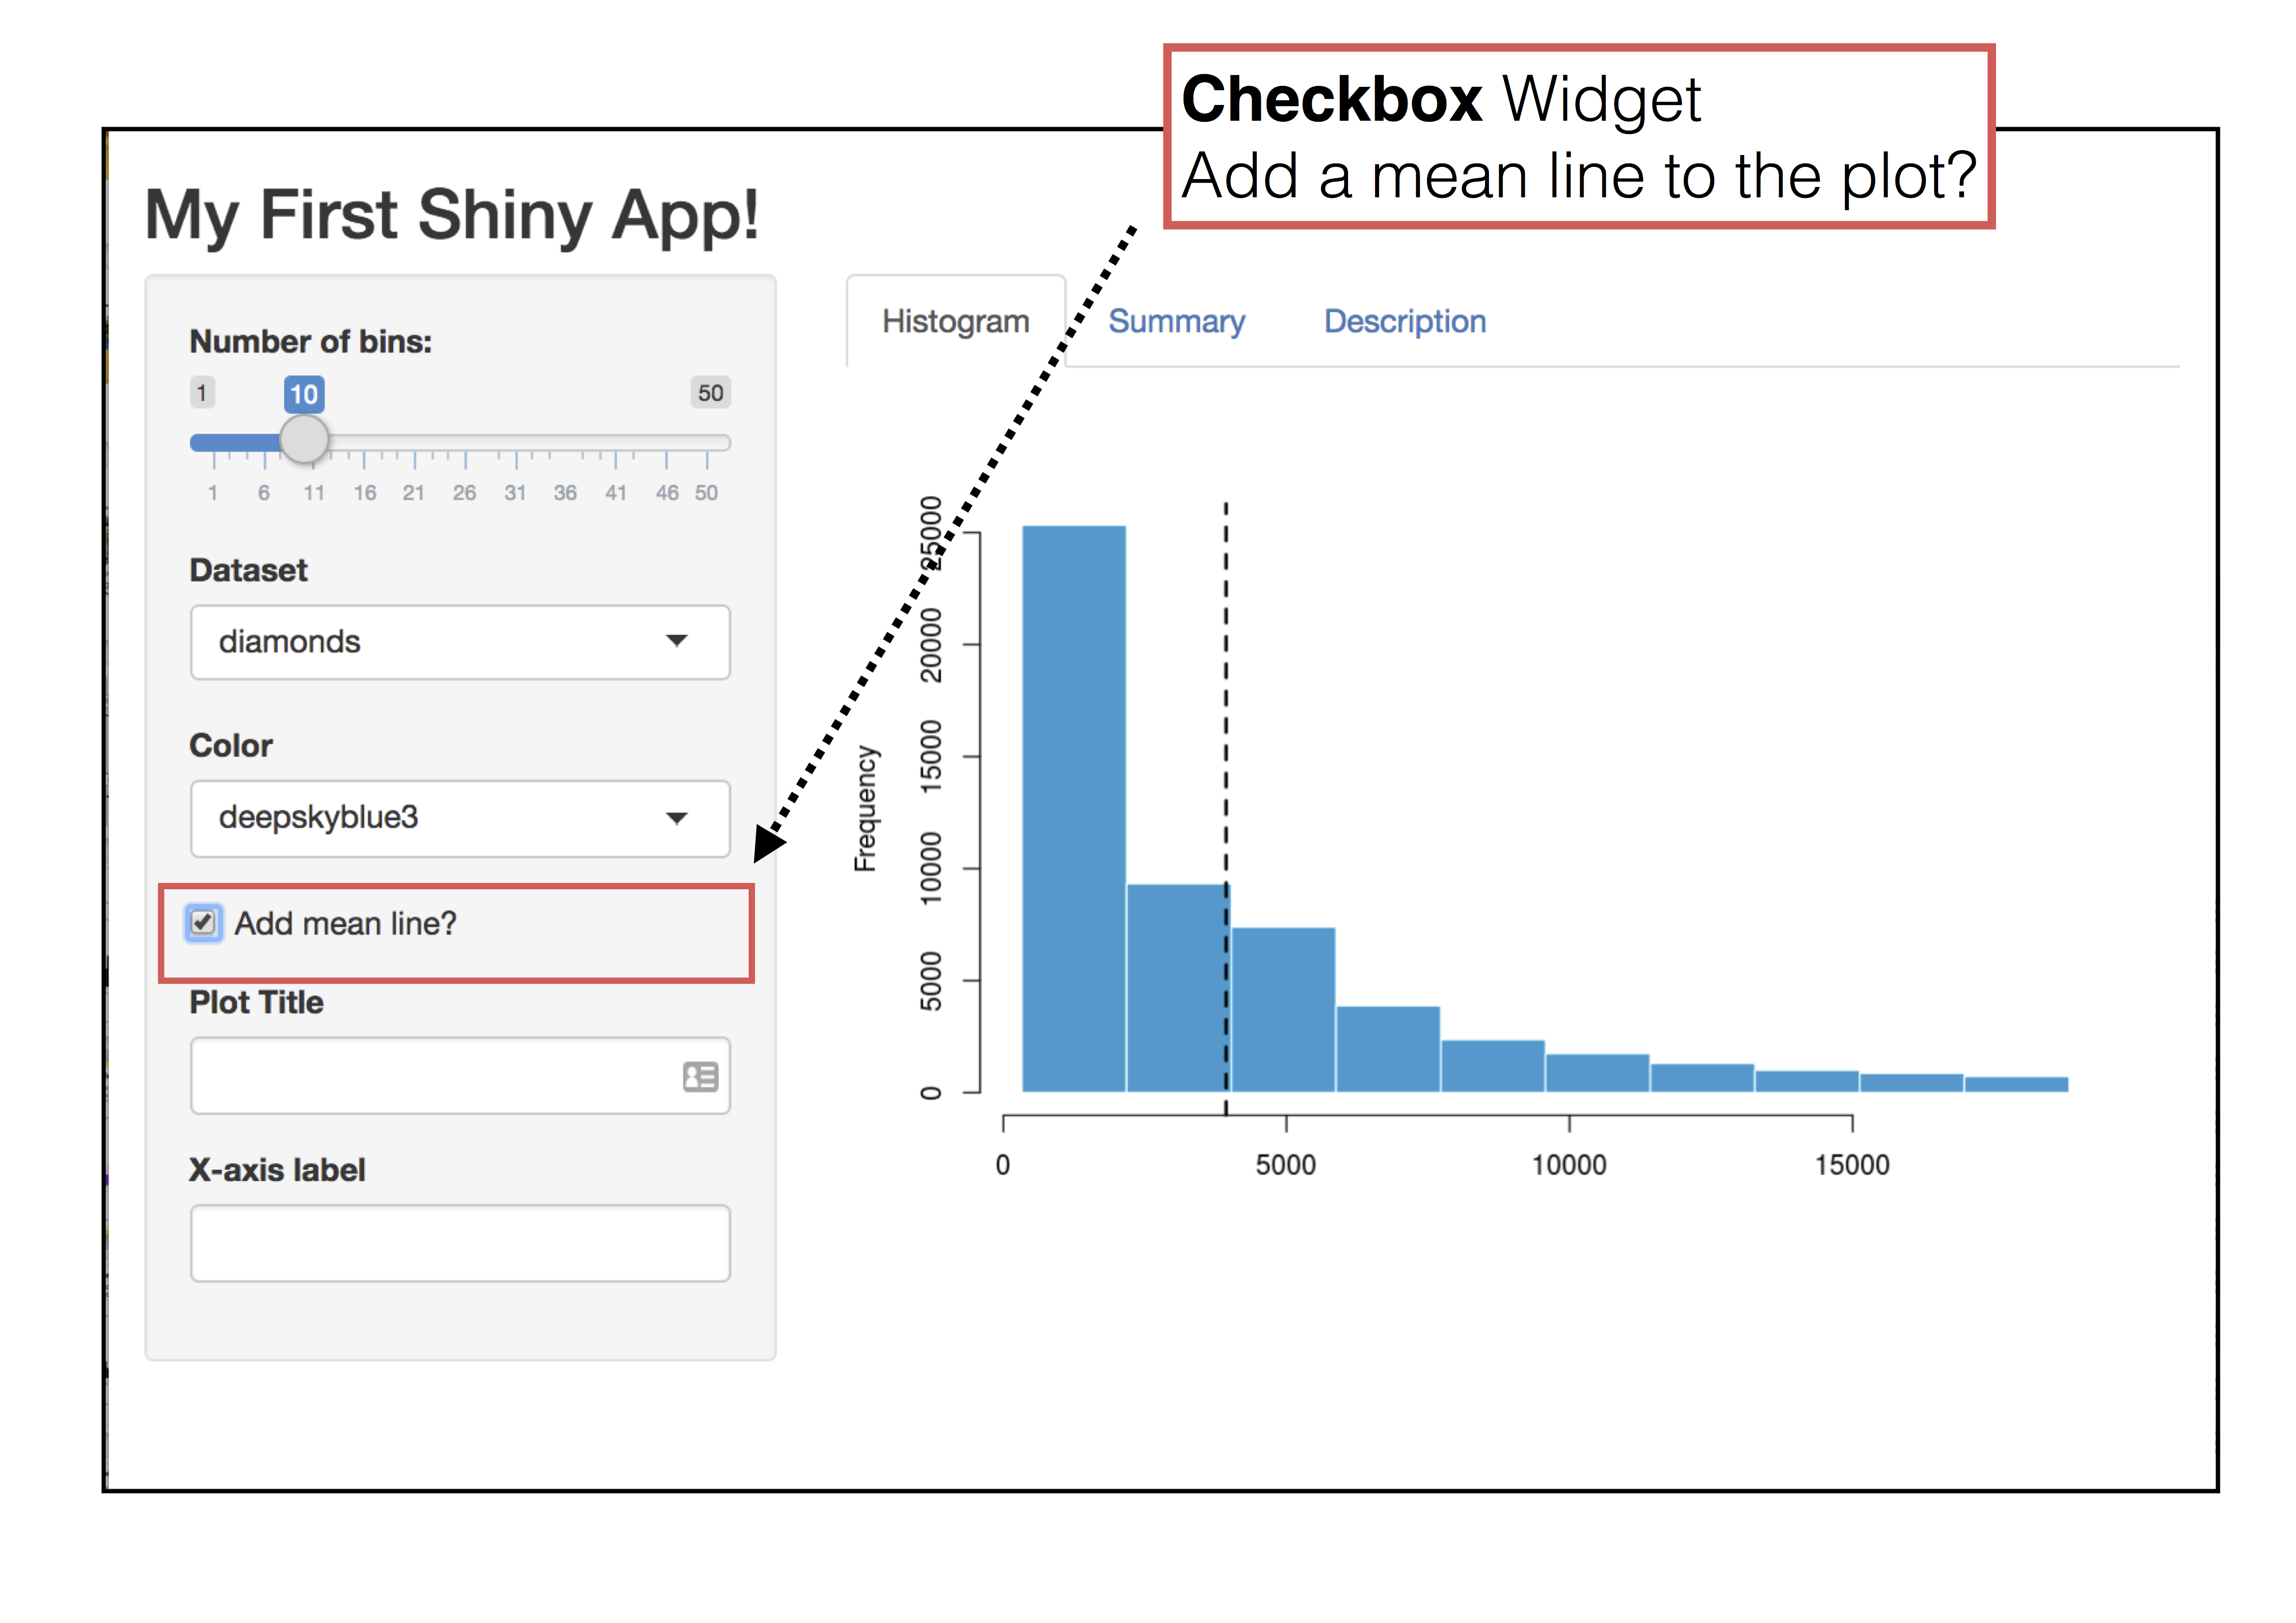 Checkbox Widget
Add a mean line to the plot?
My First Shiny App!
Number of bins:
1 10 50
1 6 11 16 21 26 31 36 41 46 50
Dataset
diamonds
Color
deepskyblue3
Add mean line?
Plot Title
X-axis label
Histogram Summary Description
Frequency
25000
20000
15000
10000
5000
0
0 5000 10000 15000